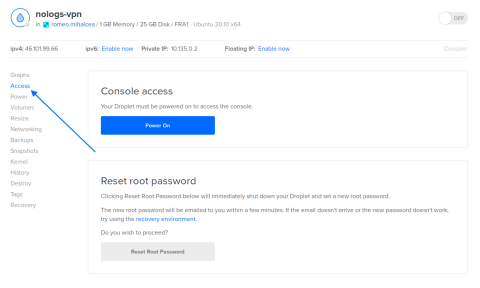 nologs-vpn
in romeo.mihalcea / 1 GB Memory / 25 GB Disk / FRA1 - Ubuntu 20.10 x64
OFF
ipv4: 46.101.99.66 ipv6: Enable now Private IP: 10.135.0.2 Floating IP: Enable now Console:
Graphs
Access
Power
Volumes
Resize
Networking
Backups
Snapshots
Kernel
History
Destroy
Tags
Recovery
Console access
Your Droplet must be powered on to access the console.
Power On
Reset root password
Clicking Reset Root Password below will immediately shut down your Droplet and set a new root password.
The new root password will be emailed to you within a few minutes. If the email doesn't arrive or the new password doesn't work,
try using the recovery environment.
Do you wish to proceed?
Reset Root Password